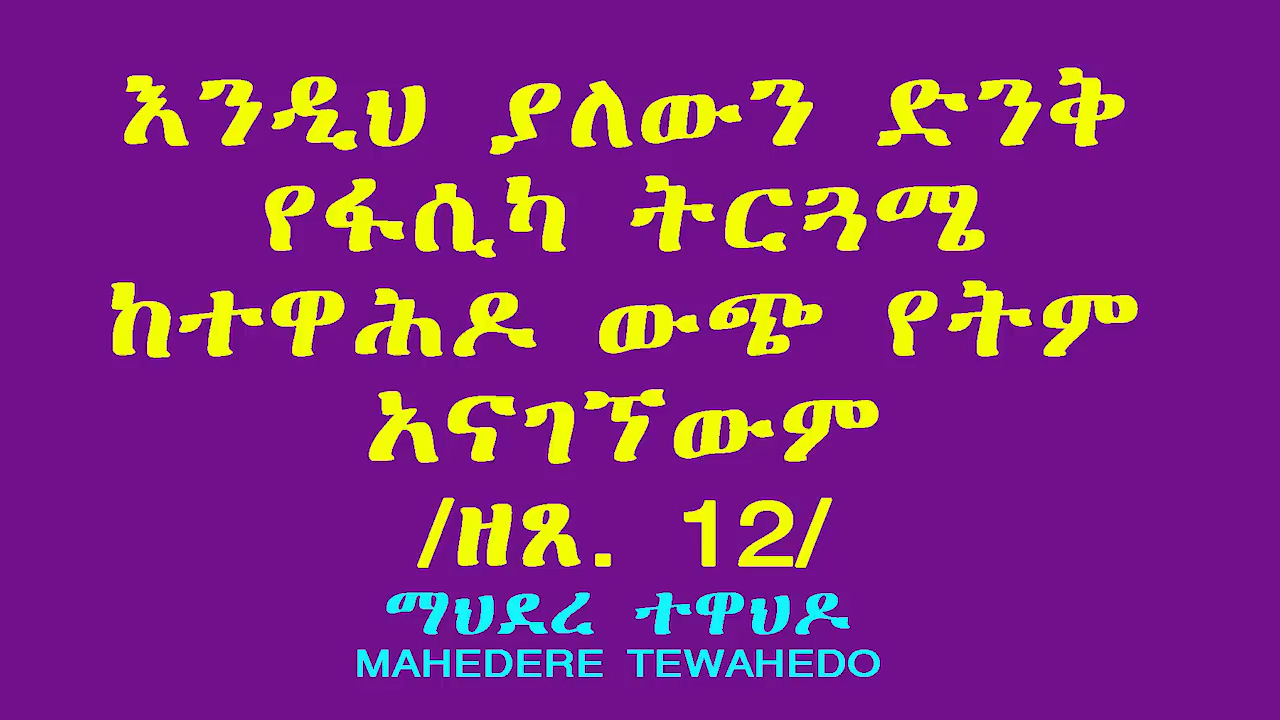 እንዲህ ያለውን ድንቅ
የፋሲካ ትርጓሜ
ከተዋሕዶ ውጭ የትም
አናገኘውም
/ዘጸ. 12/
ማህደረ ተዋህዶ
MAHEDERE TEWAHEDO